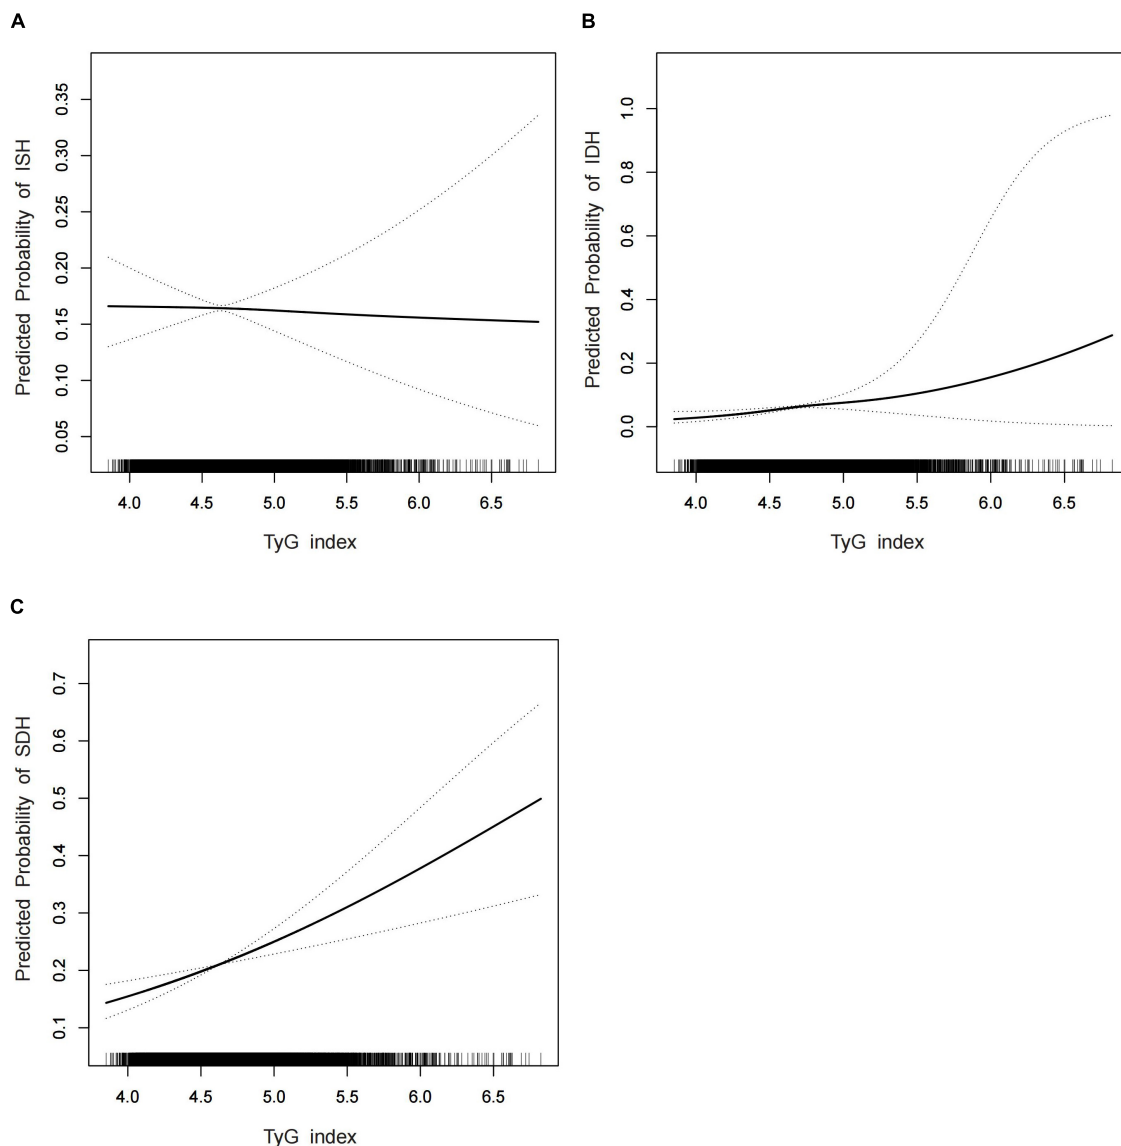 A
Predicted Probability of ISH
0.35
0.30
0.25
0.20
0.15
0.10
0.05
4.0 4.5 5.0 5.5 6.0 6.5
TyG index
B
Predicted Probability of IDH
1.0
0.8
0.6
0.4
0.2
0.0
4.0 4.5 5.0 5.5 6.0 6.5
TyG index
C
Predicted Probability of SDH
0.7
0.6
0.5
0.4
0.3
0.2
0.1
4.0 4.5 5.0 5.5 6.0 6.5
TyG index